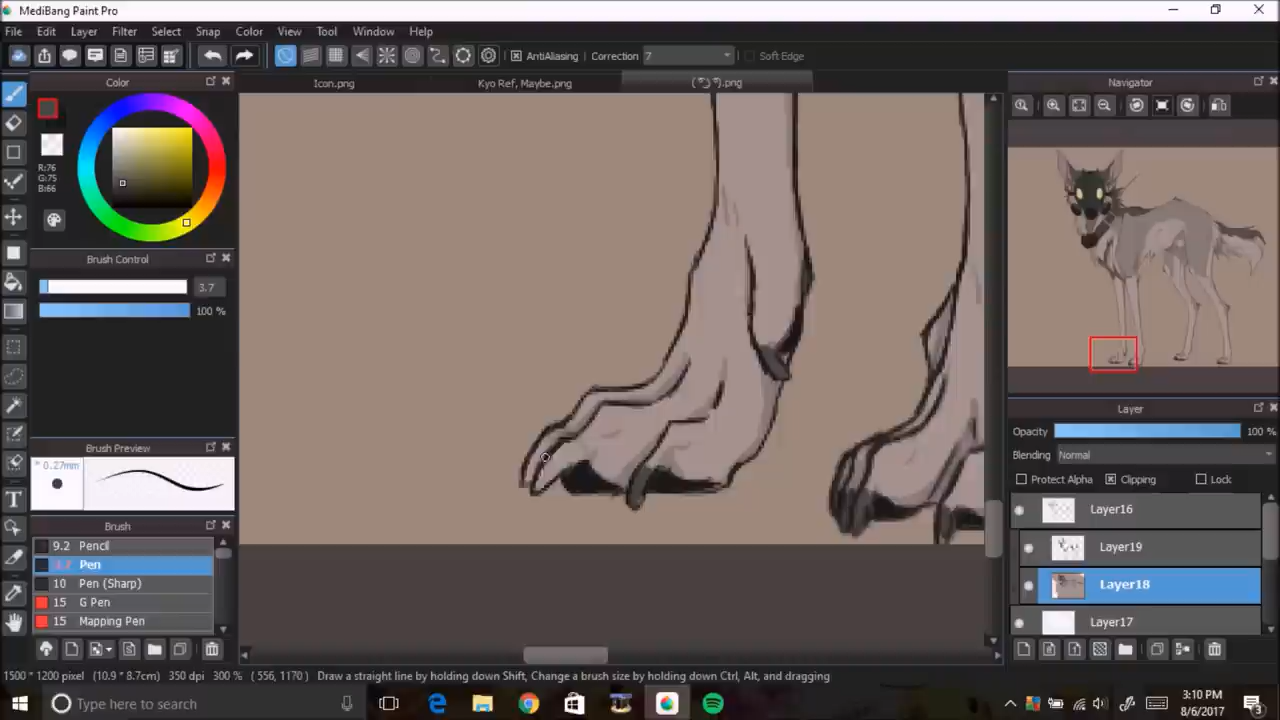 MediBang Paint Pro
File Edit Layer Filter Select Snap Color View Tool Window Help
AntiAliasing Correction 7 Soft Edge
Color
Icon.png Kyo Ref, Maybe.png .png
Navigator
R:76
G:75
B:66
Brush Control
3.7
100 %
Brush Preview
0.27mm
Brush
9.2 Pencil
Pen
10 Pen (Sharp)
15 G Pen
15 Mapping Pen
Layer
Opacity 100 %
Blending Normal
Protect Alpha Clipping Lock
Layer16
Layer19
Layer18
Layer17
1500 * 1200 pixel (10.9 * 8.7cm) 350 dpi 300 % ( 556, 1170 ) Draw a straight line by holding down Shift, Change a brush size by holding down Ctrl, Alt, and dragging
Type here to search
3:10 PM
8/6/2017
3